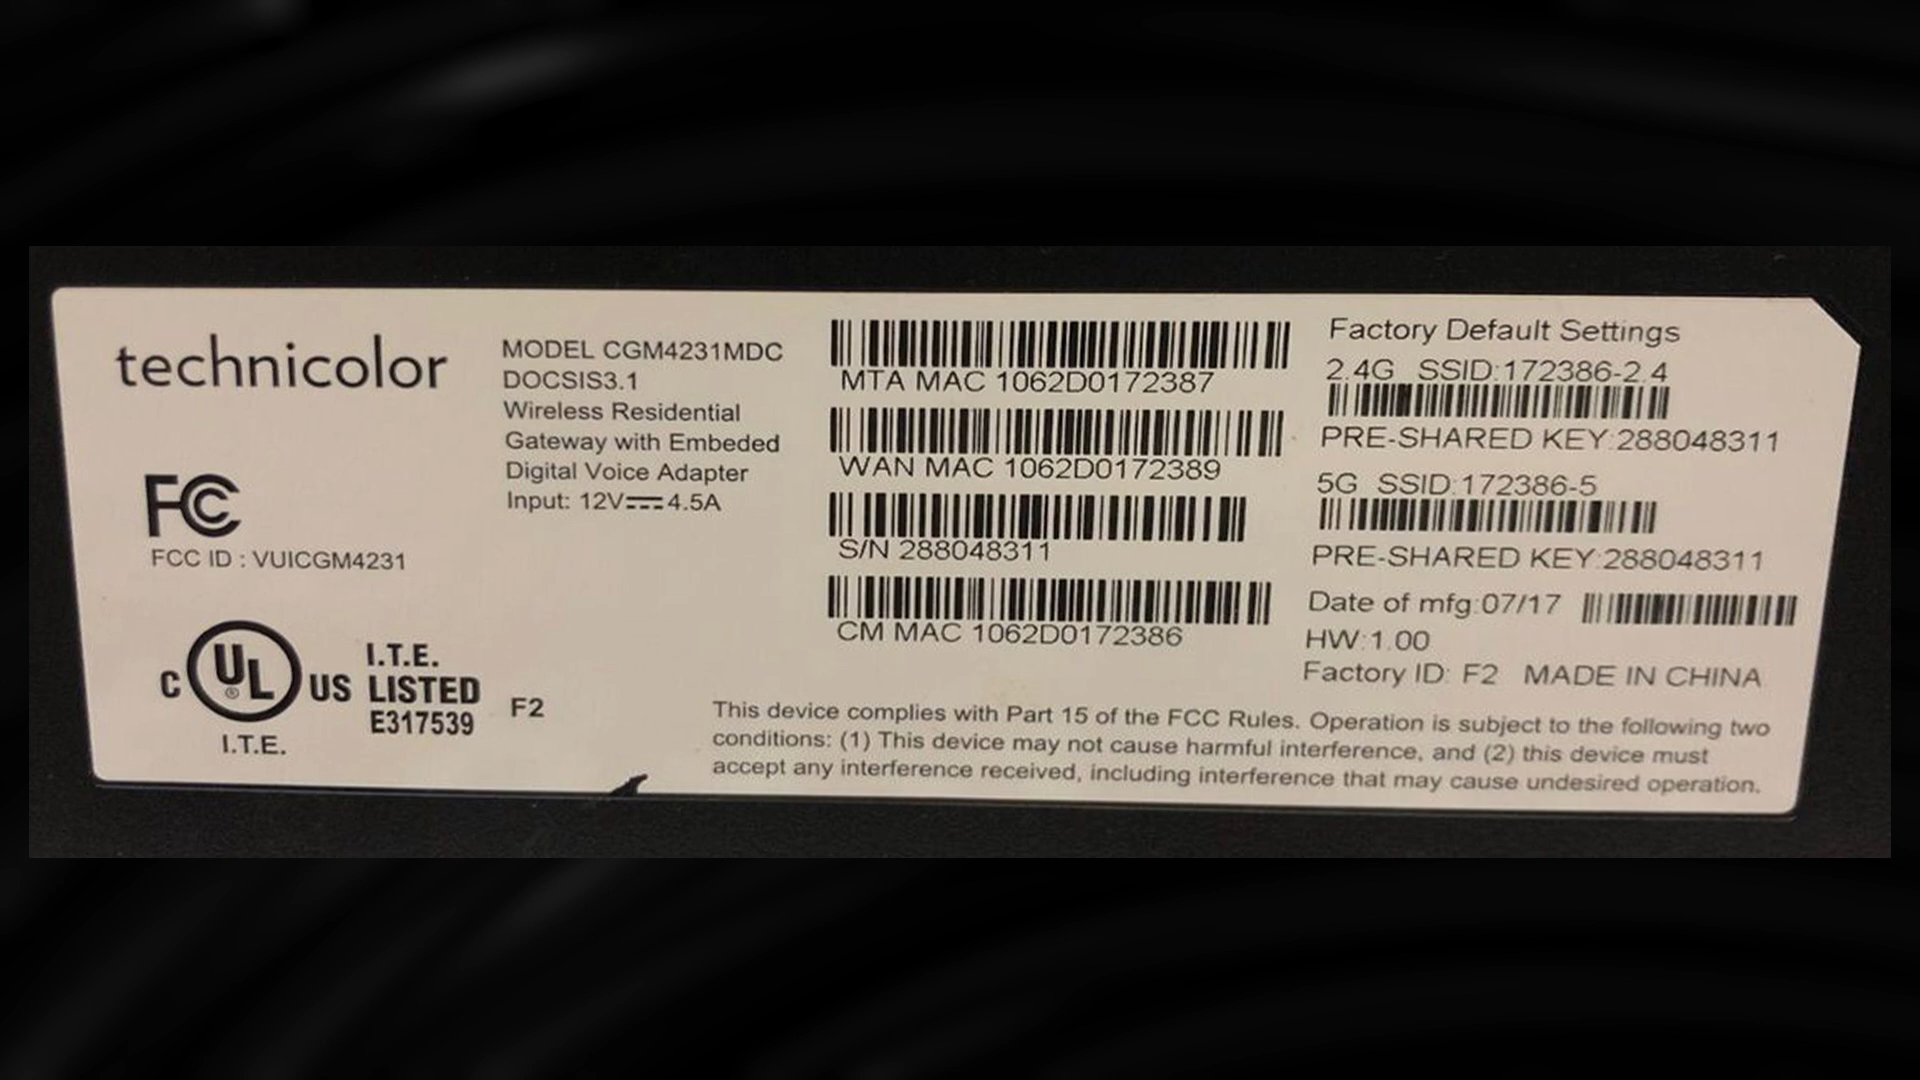 technicolor
FC
FCC ID : VUICGM4231
C UL ® US
I.T.E.
I.T.E.
LISTED
E317539
F2
MODEL CGM4231MDC
DOCSIS3.1
Wireless Residential
Gateway with Embeded
Digital Voice Adapter
Input: 12V⎓4.5A
MTA MAC 1062D0172387
WAN MAC 1062D0172389
S/N 288048311
CM MAC 1062D0172386
Factory Default Settings
2.4G SSID:172386-2.4
PRE-SHARED KEY:288048311
5G SSID:172386-5
PRE-SHARED KEY:288048311
Date of mfg:07/17
HW:1.00
Factory ID: F2 MADE IN CHINA
This device complies with Part 15 of the FCC Rules. Operation is subject to the following two
conditions: (1) This device may not cause harmful interference, and (2) this device must
accept any interference received, including interference that may cause undesired operation.